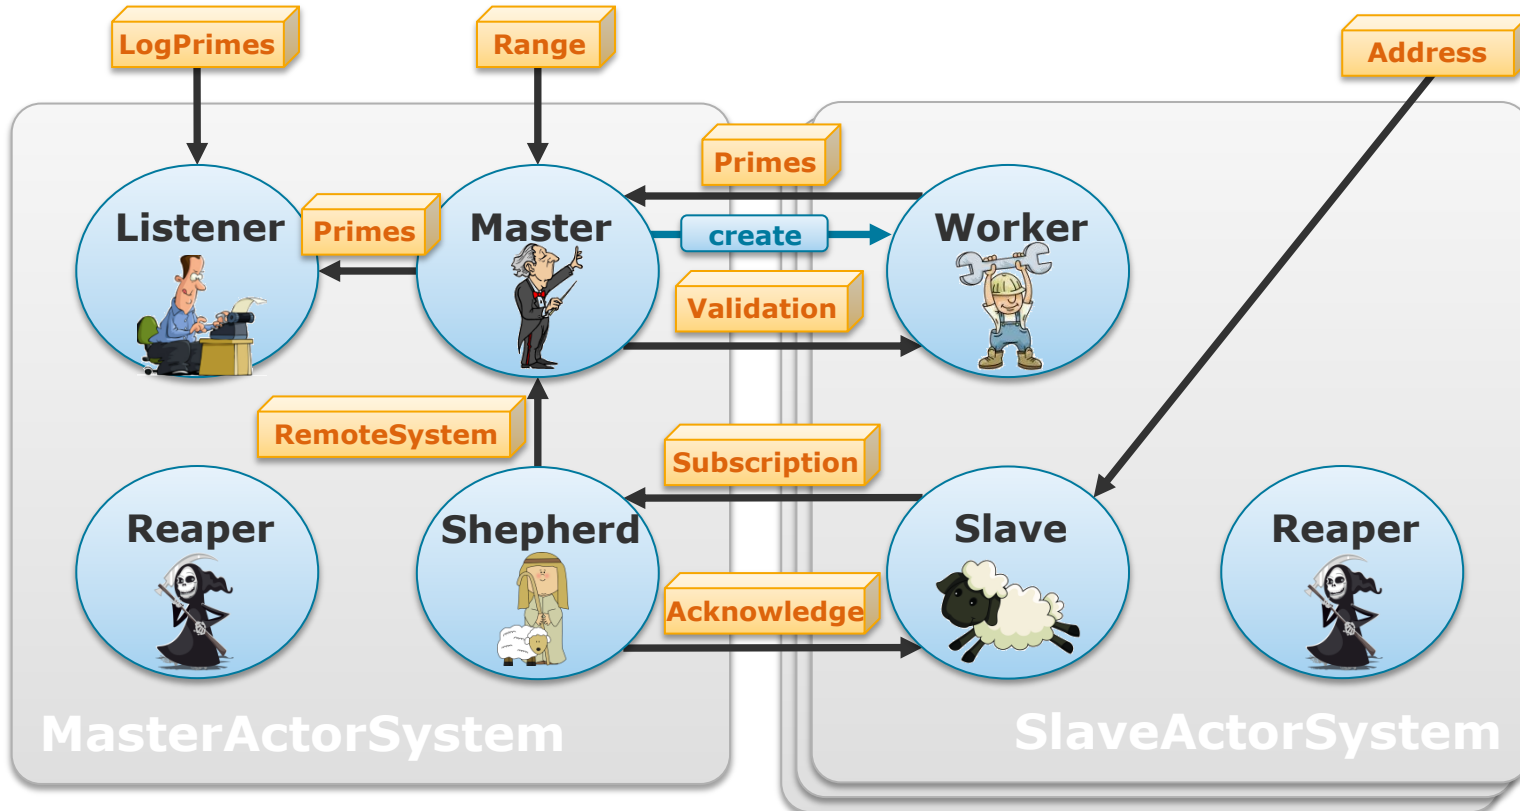 LogPrimes
Range
Address
Primes
Listener
Primes
Master
create
Worker
Validation
RemoteSystem
Subscription
Reaper
Shepherd
Slave
Reaper
Acknowledge
MasterActorSystem
SlaveActorSystem